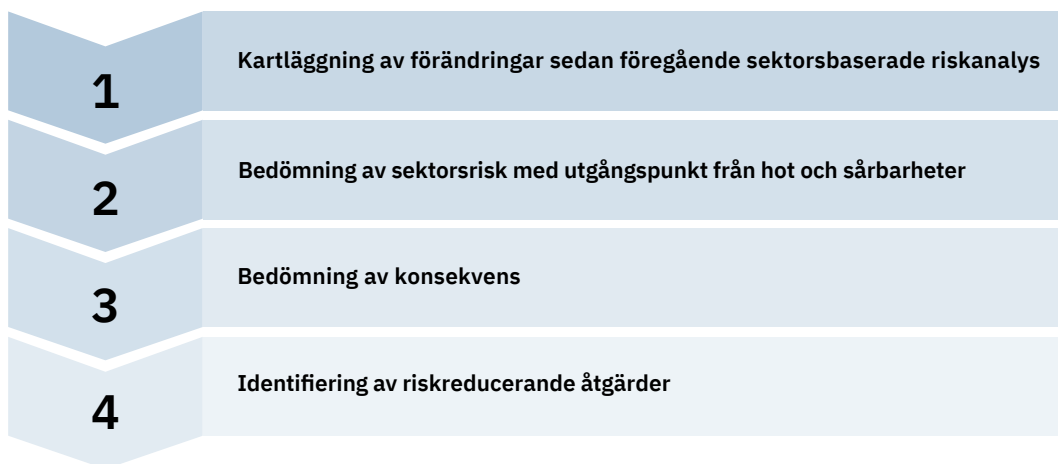 1
Kartläggning av förändringar sedan föregående sektorsbaserade riskanalys
2
Bedömning av sektorsrisk med utgångspunkt från hot och sårbarheter
3
Bedömning av konsekvens
4
Identifiering av riskreducerande åtgärder